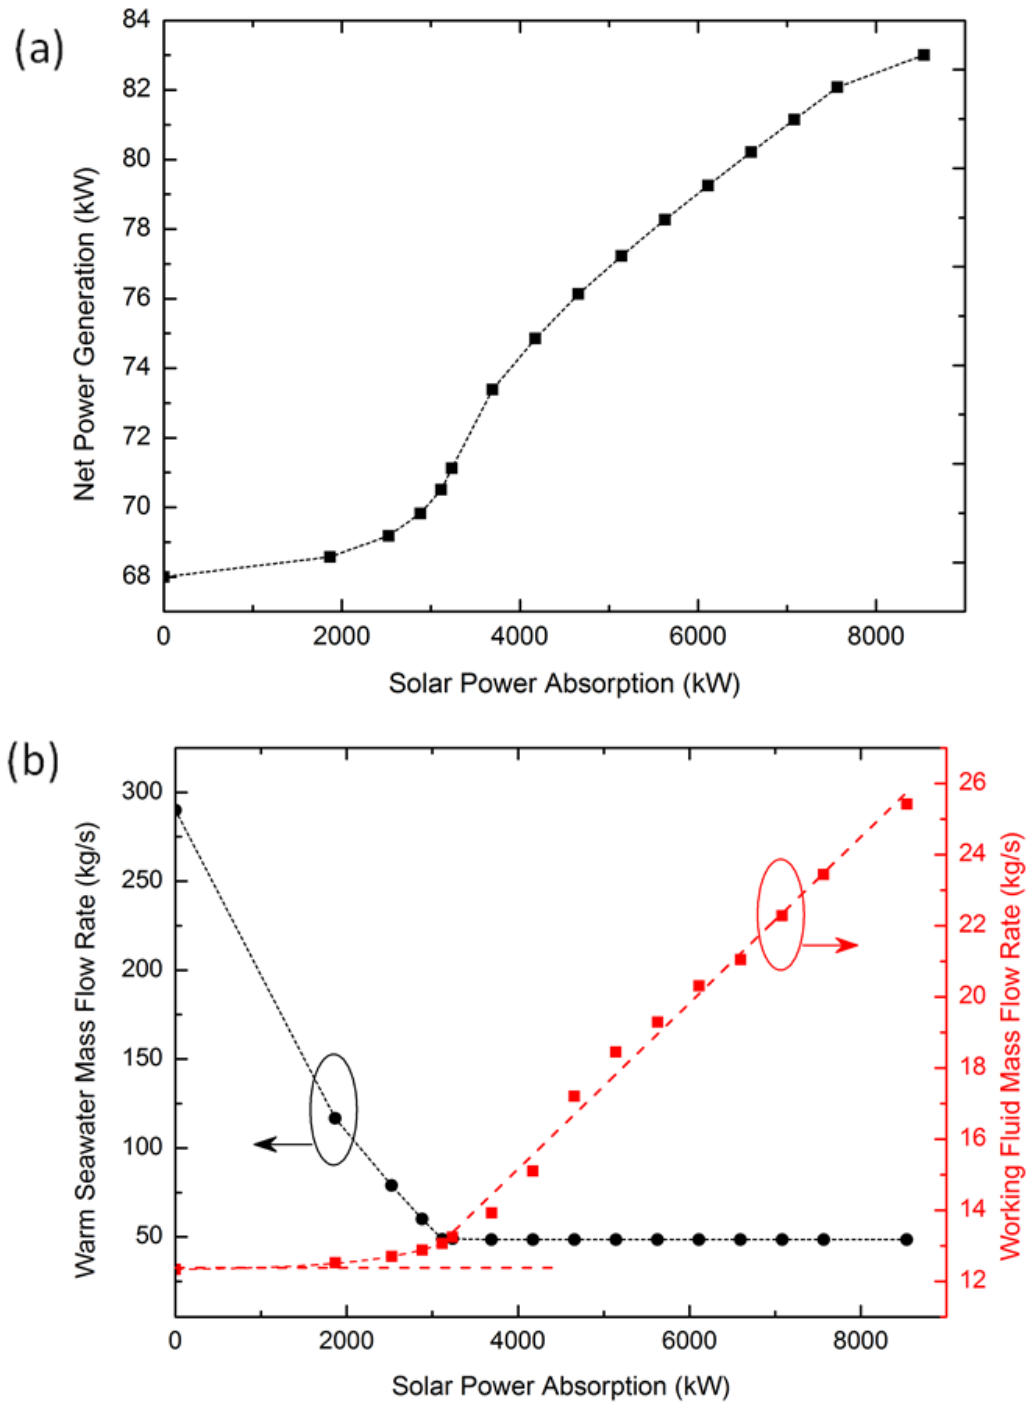 (a)
84
82
80
78
76
74
72
70
68
Net Power Generation (kW)
0 2000 4000 6000 8000
Solar Power Absorption (kW)
(b)
300
250
200
150
100
50
Warm Seawater Mass Flow Rate (kg/s)
26
24
22
20
18
16
14
12
Working Fluid Mass Flow Rate (kg/s)
0 2000 4000 6000 8000
Solar Power Absorption (kW)